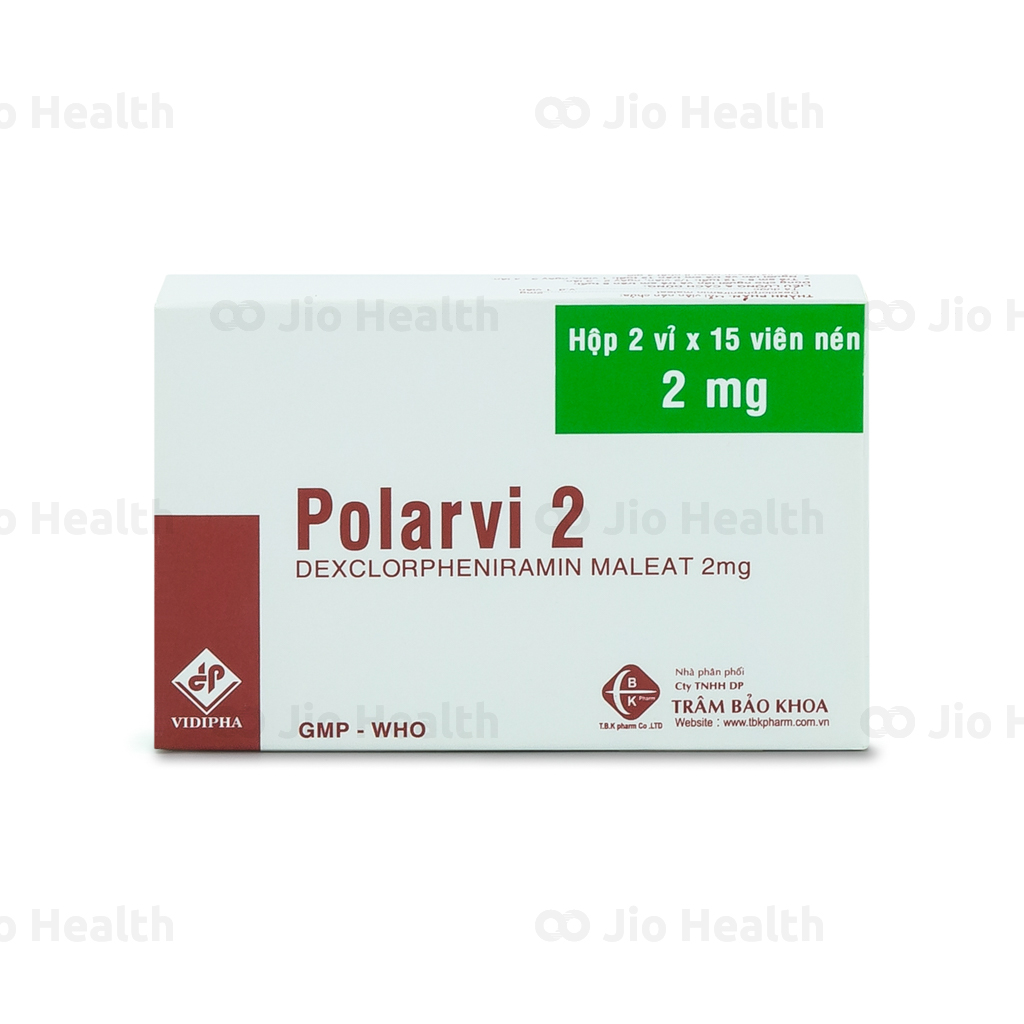 Jio Health
Jio Health
Jio Health
Jio Health
Hộp 2 vỉ x 15 viên nén
2 mg
Polarvi 2
Jio Health
Jio Health
DEXCLORPHENIRAMIN MALEAT 2mg
VIDIPHA
GMP - WHO
Jio Health
B
K Pharm
T.B.K pharm Co .LTD
Nhà phân phối
Cty TNHH DP
TRÂM BẢO KHOA
Website : www.tbkpharm.com.vn
Jio Health
Jio Health
Jio Health